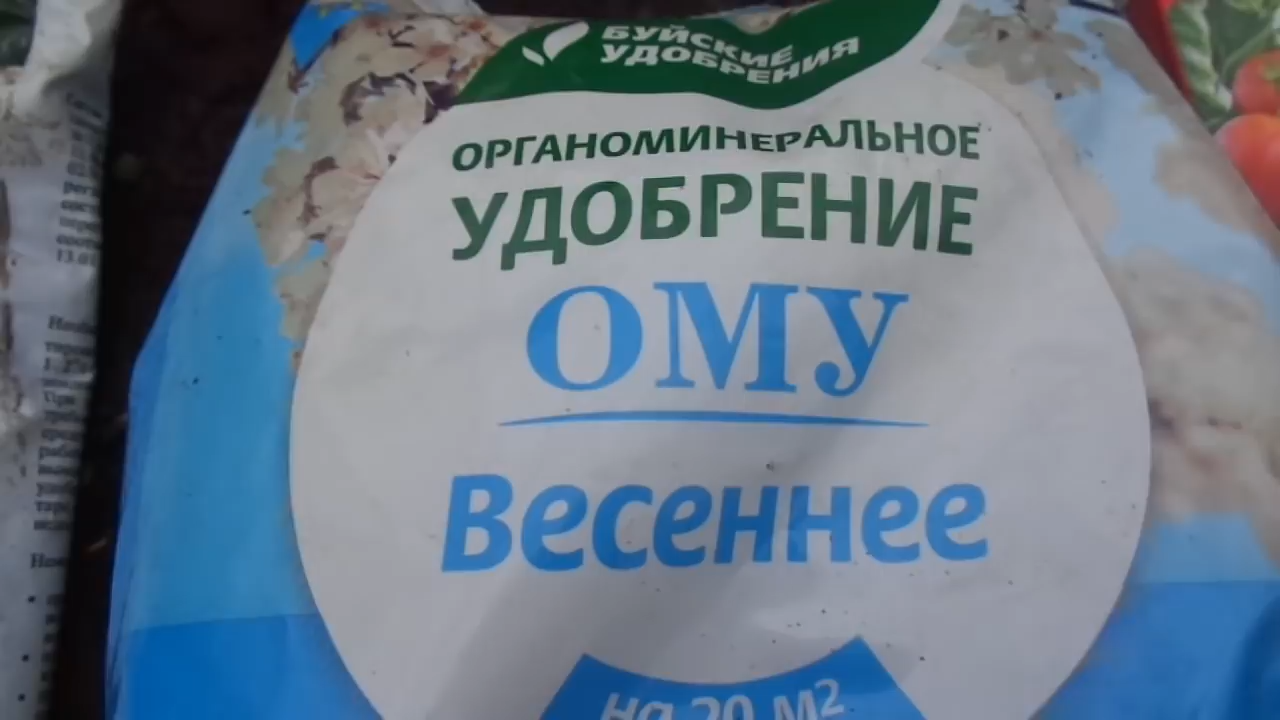 БУЙСКИЕ
УДОБРЕНИЯ
ОРГАНОМИНЕРАЛЬНОЕ
УДОБРЕНИЕ
ОМУ
Весеннее
на 20 м²